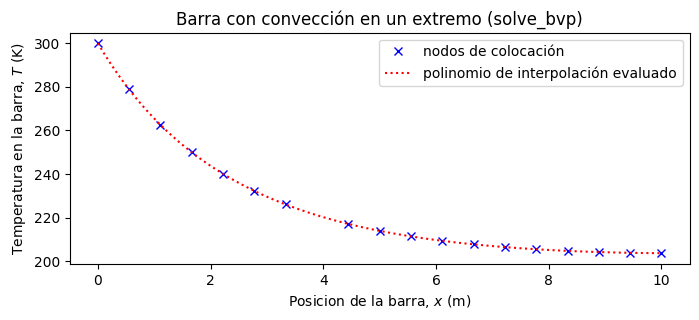 Barra con convección en un extremo (solve_bvp)
300
280
260
240
220
200
Temperatura en la barra, T (K)
nodos de colocación
polinomio de interpolación evaluado
0
2
4
6
8
10
Posicion de la barra, x (m)